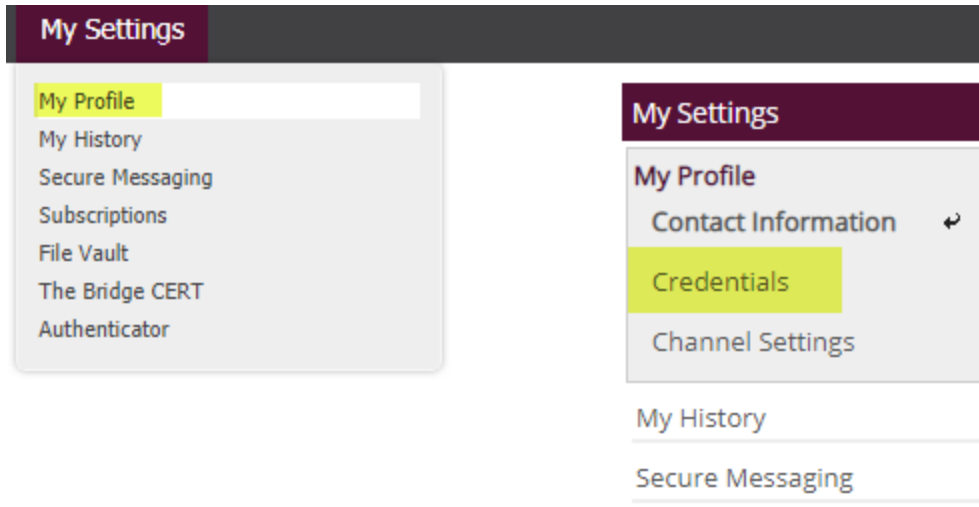 My Settings
My Profile
My History
Secure Messaging
Subscriptions
File Vault
The Bridge CERT
Authenticator
My Settings
My Profile
Contact Information
Credentials
Channel Settings
My History
Secure Messaging